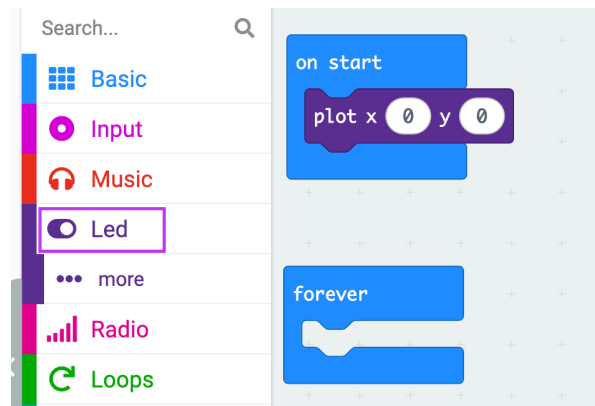 Search...
Basic
Input
Music
Led
more
Radio
Loops
on start
plot x 0 y 0
forever